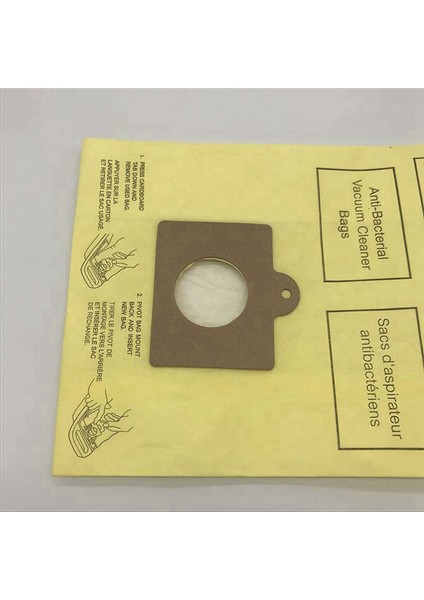 1. PRESS CARDBOARD
TAB DOWN AND
REMOVE USED BAG.
APPUYER SUR LA
LANGUETTE EN CARTON
ET RETIRER LE SAC USAGE.
2. PIVOT BAG MOUNT
BACK AND INSERT
NEW BAG.
TIRER LE PIVOT DE
MONTAGE VERS L'ARRIÈRE
ET INSÉRER LE SAC
DE RECHANGE.
Anti-Bacterial
Vacuum Cleaner
Bags
Sacs d'aspirateur
antibactériens